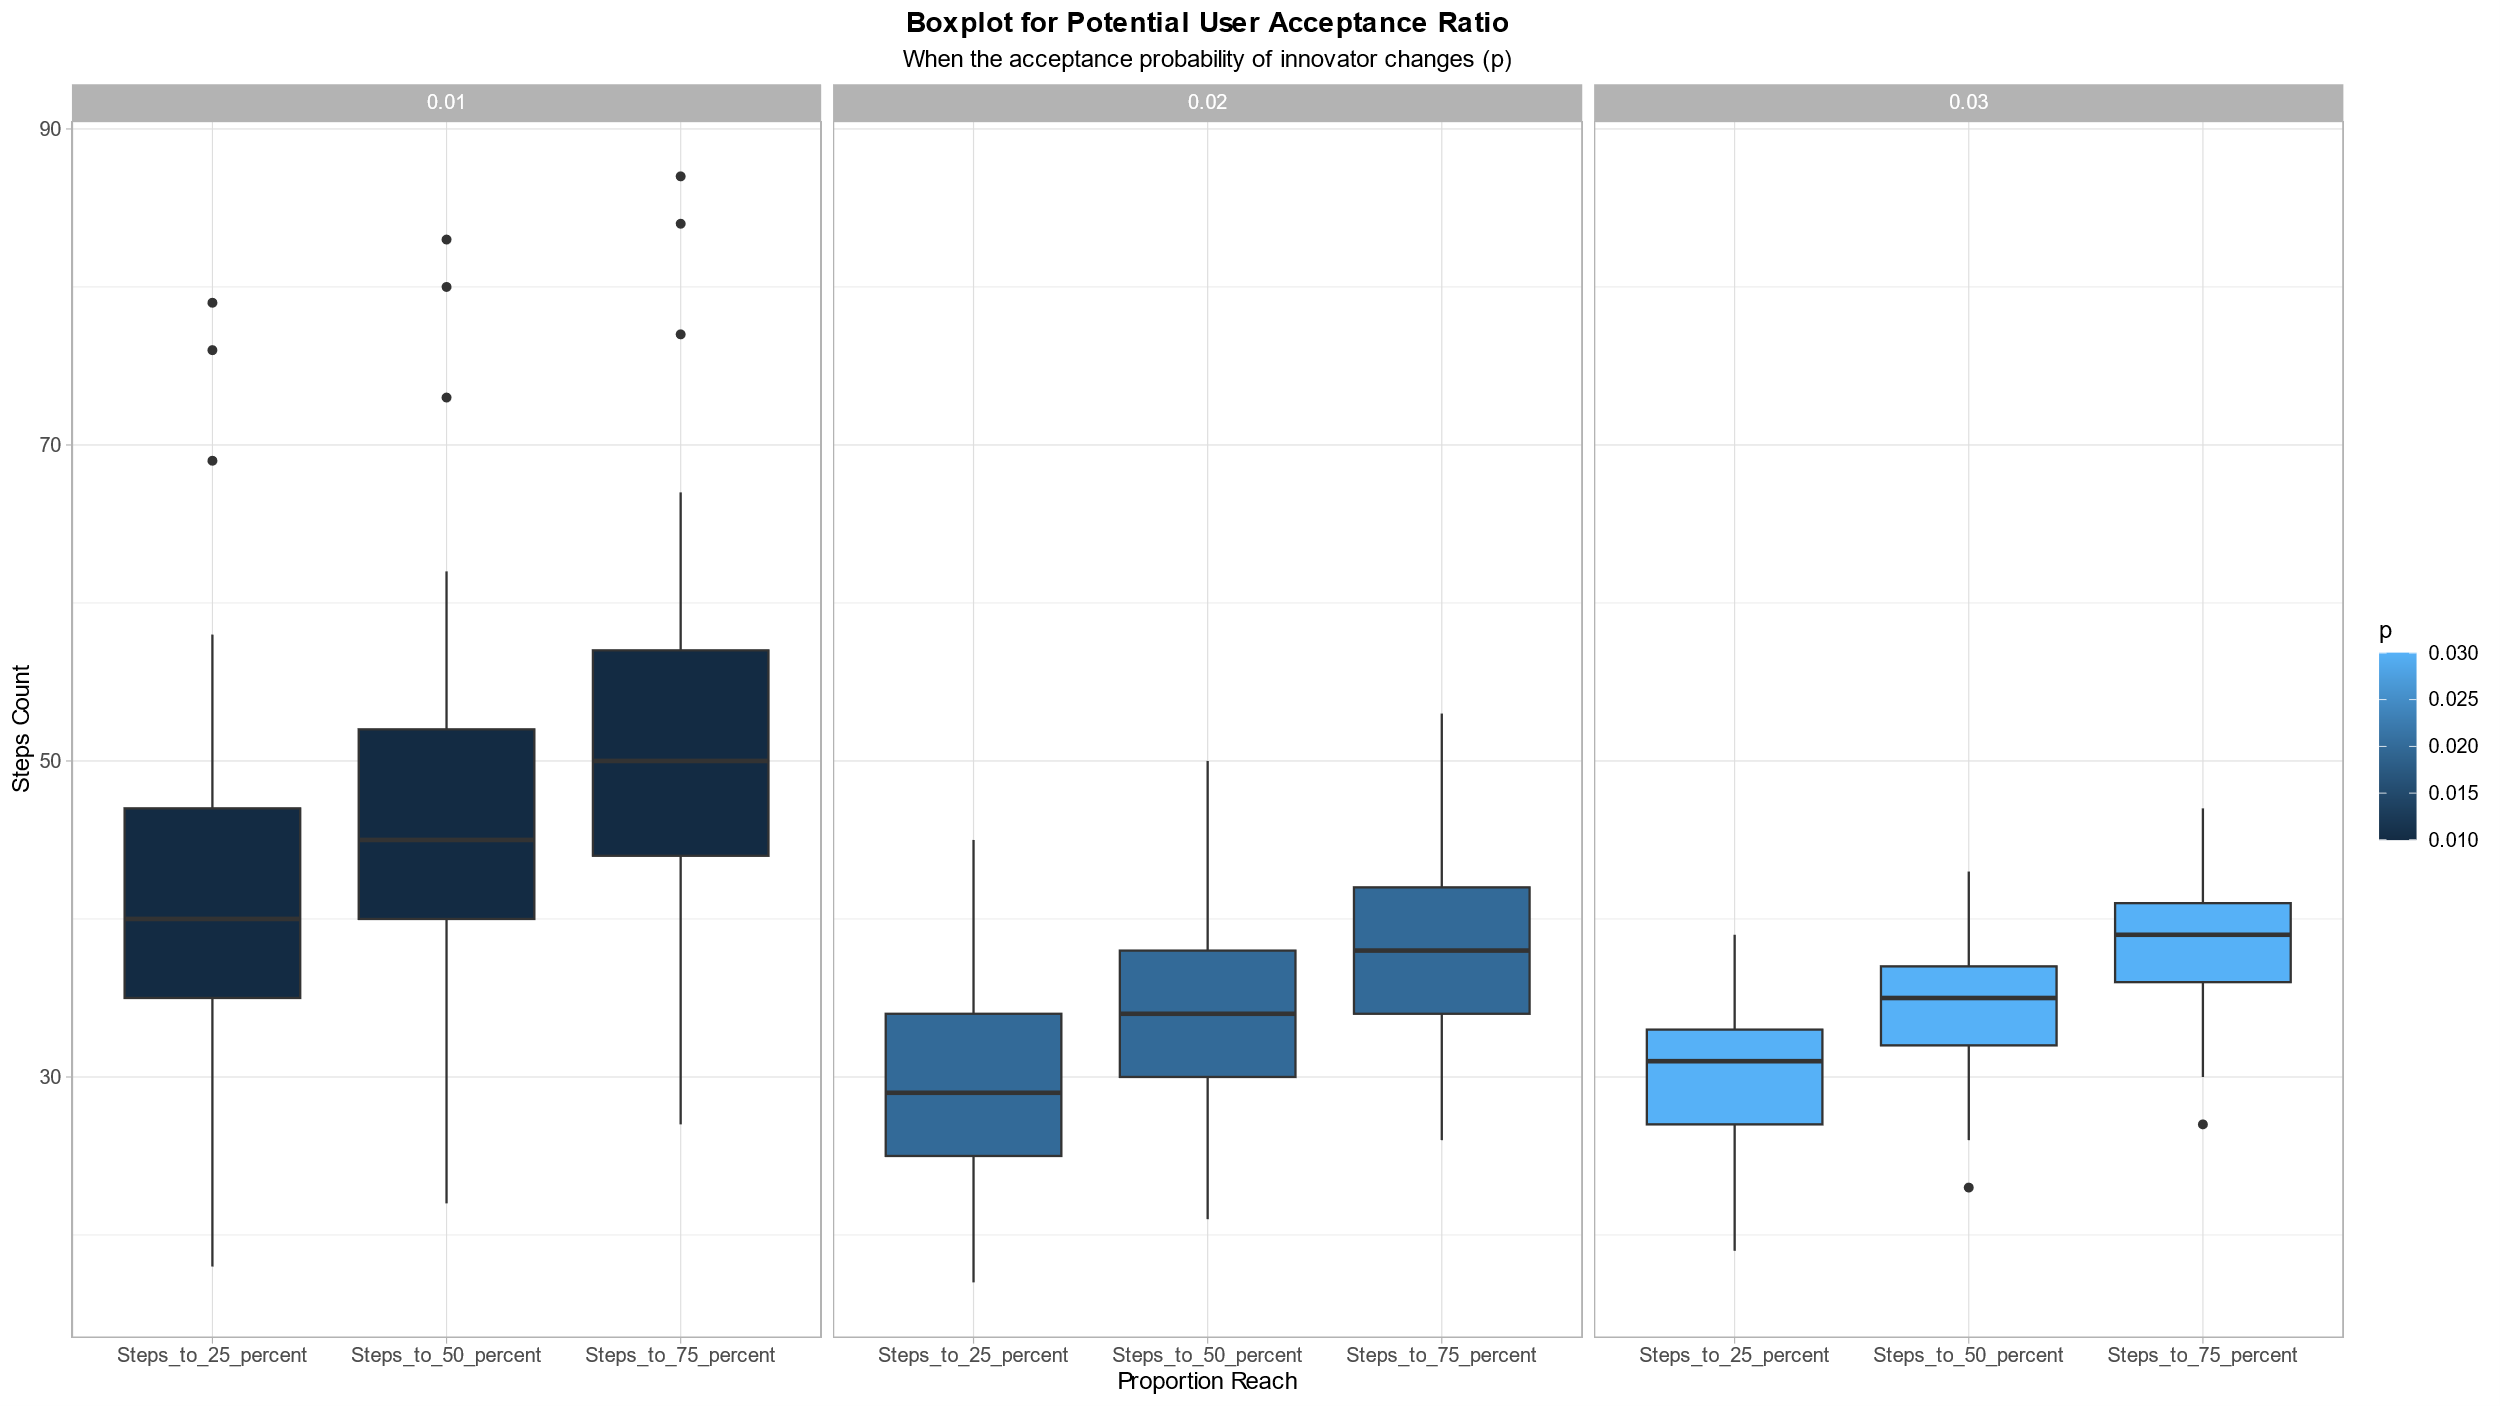 Boxplot for Potential User Acceptance Ratio
When the acceptance probability of innovator changes (p)
0.01
0.02
0.03
90
70
50
30
Steps Count
Steps_to_25_percent
Steps_to_50_percent
Steps_to_75_percent
Steps_to_25_percent
Steps_to_50_percent
Steps_to_75_percent
Steps_to_25_percent
Steps_to_50_percent
Steps_to_75_percent
Proportion Reach
p
0.030
0.025
0.020
0.015
0.010